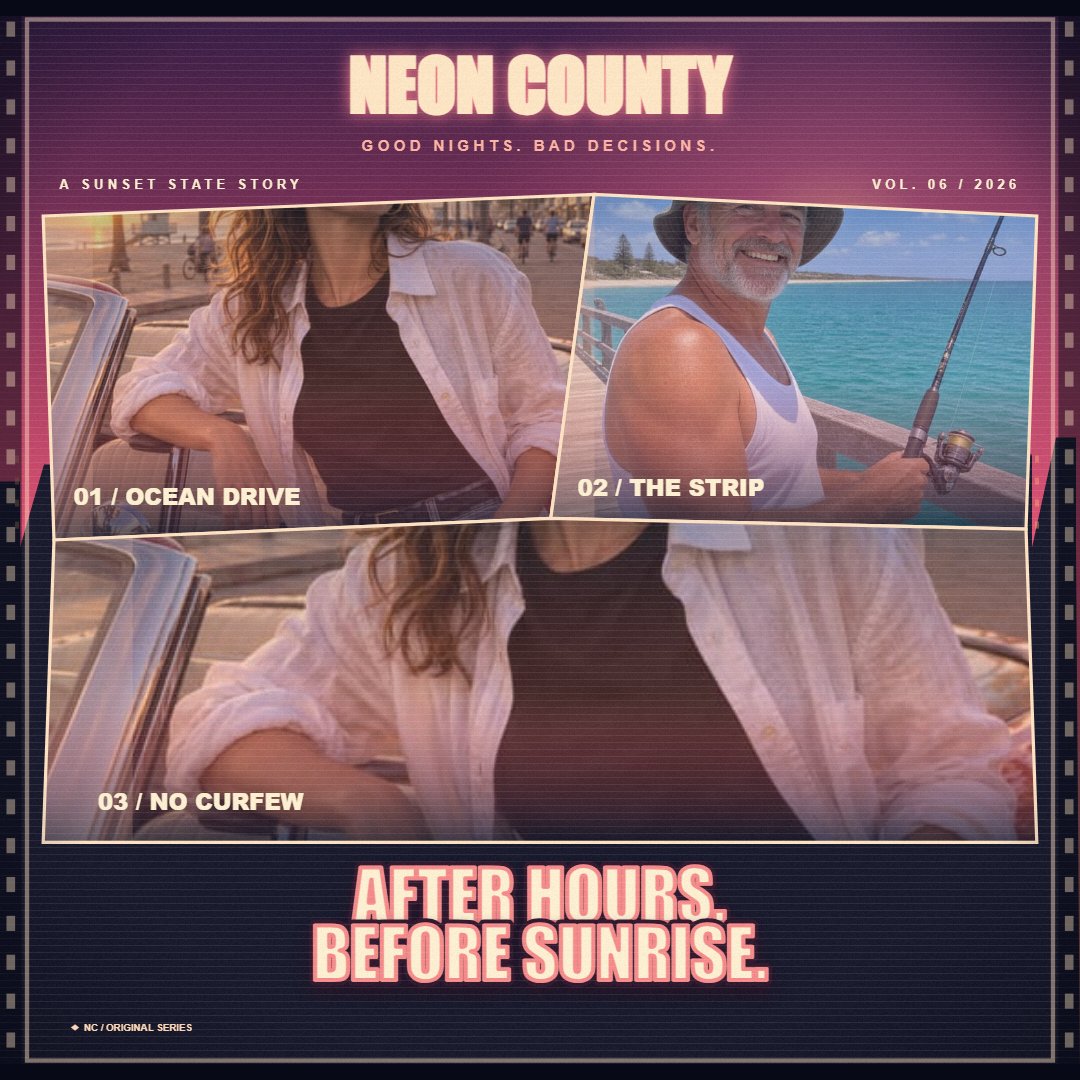 NEON COUNTY
GOOD NIGHTS. BAD DECISIONS.
A SUNSET STATE STORY
VOL. 06 / 2026
01 / OCEAN DRIVE
02 / THE STRIP
03 / NO CURFEW
AFTER HOURS.
BEFORE SUNRISE.
◆ NC / ORIGINAL SERIES